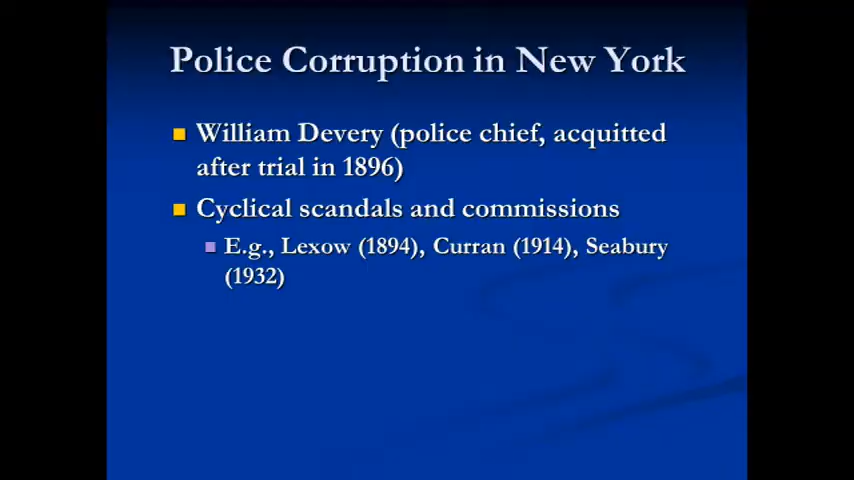 Police Corruption in New York
William Devery (police chief, acquitted
after trial in 1896)
Cyclical scandals and commissions
E.g., Lexow (1894), Curran (1914), Seabury
(1932)